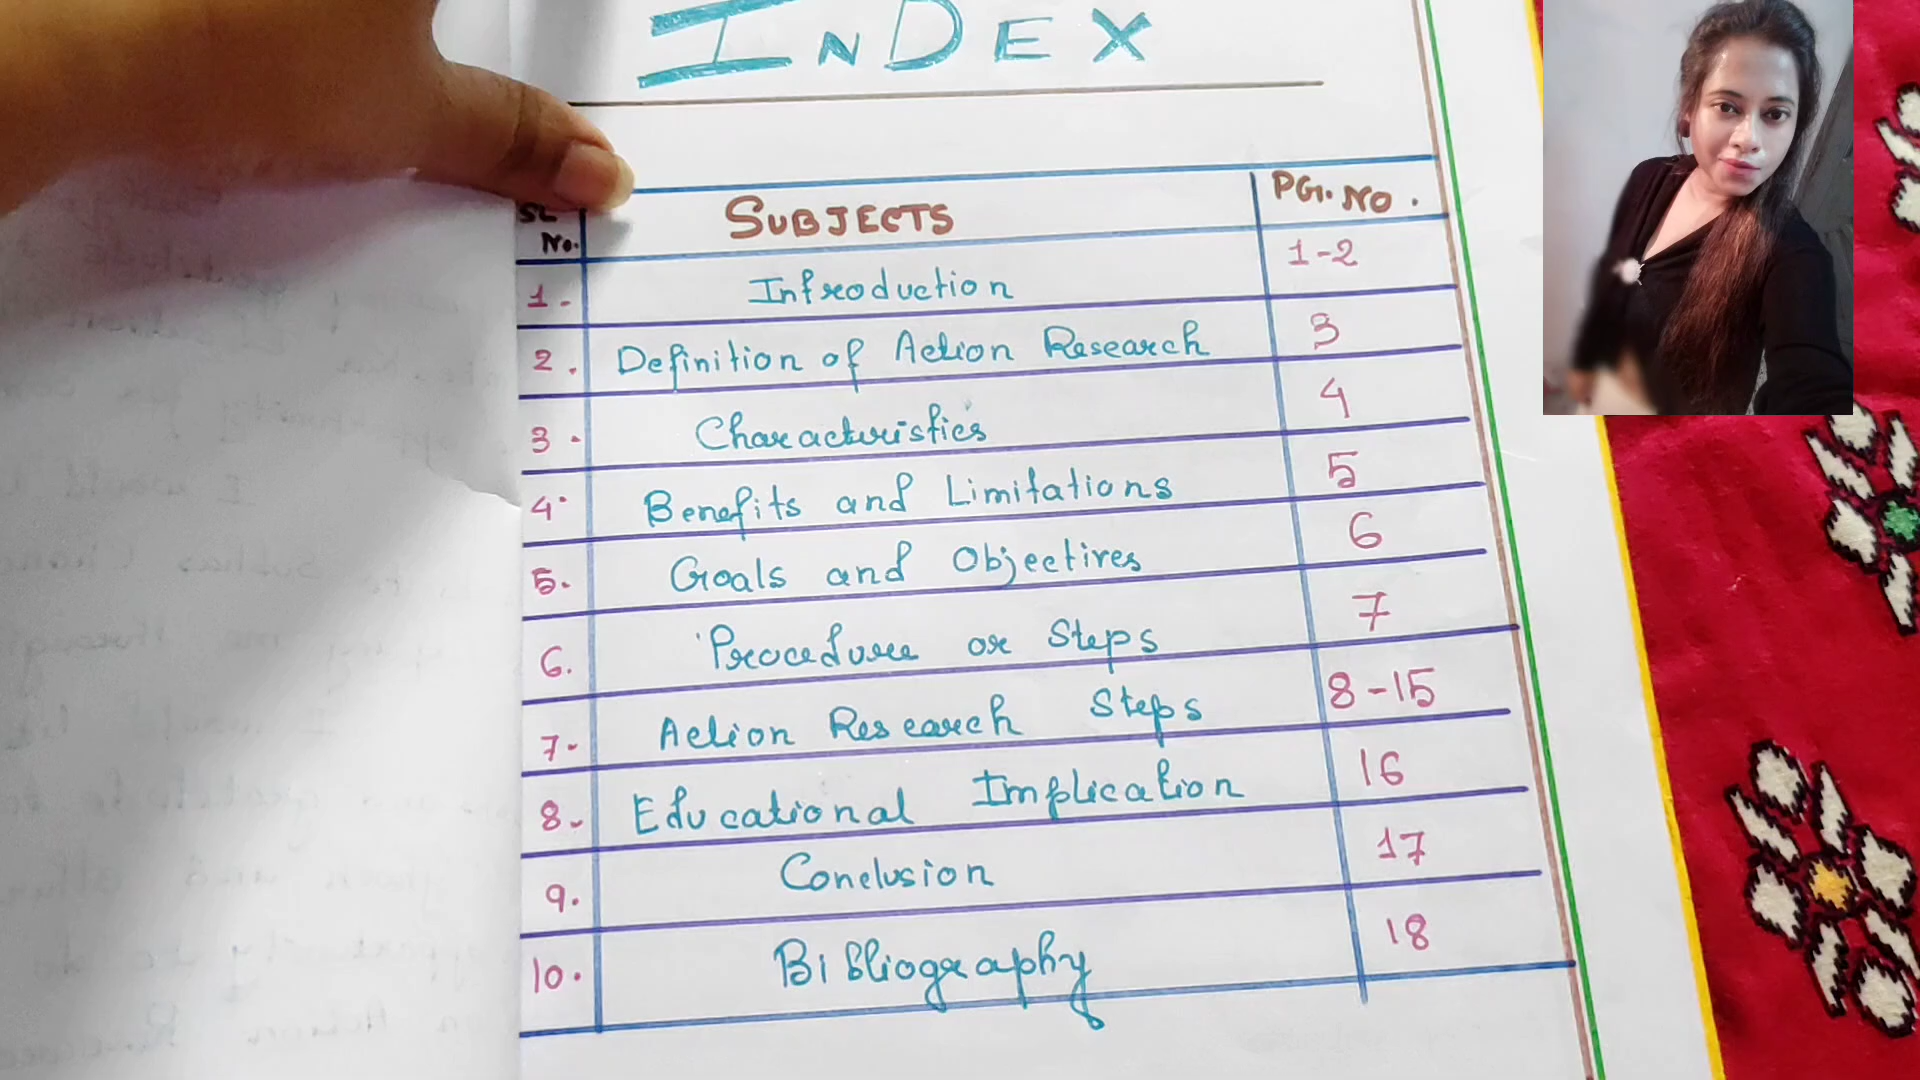 INDEX
SL No. SUBJECTS PG. NO.
1. Introduction 1-2
2. Definition of Action Research 3
3. Characteristics 4
4. Benefits and Limitations 5
5. Goals and Objectives 6
6. Procedure or Steps 7
7. Action Research Steps 8-15
8. Educational Implication 16
9. Conclusion 17
10. Bibliography 18